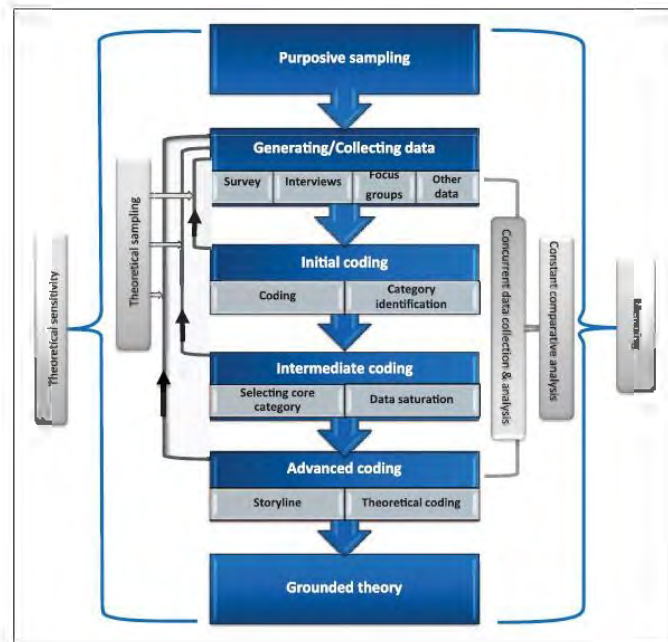 Purposive sampling
Generating/Collecting data
Survey
Interviews
Focus
groups
Other
data
Initial coding
Coding
Category
identification
Intermediate coding
Selecting core
category
Data saturation
Advanced coding
Storyline
Theoretical coding
Grounded theory
Theoretical sensitivity
Theoretical sampling
Concurrent data collection & analysis
Constant comparative analysis